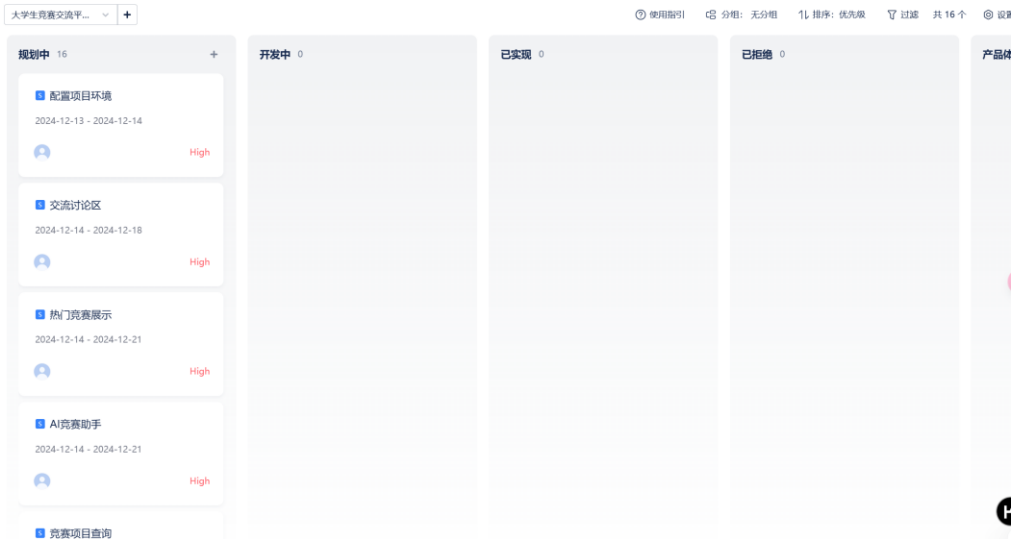 大学生竞赛交流平...
使用指引 分组: 无分组 排序: 优先级 过滤 共 16 个 设置
规划中 16
配置项目环境
2024-12-13 - 2024-12-14
High
交流讨论区
2024-12-14 - 2024-12-18
High
热门竞赛展示
2024-12-14 - 2024-12-21
High
AI竞赛助手
2024-12-14 - 2024-12-21
High
竞赛项目查询
开发中 0
已实现 0
已拒绝 0
产品体